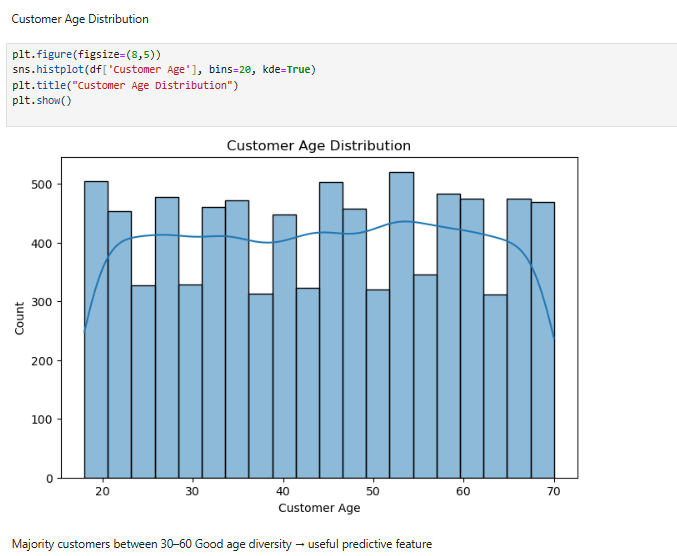 Customer Age Distribution
plt.figure(figsize=(8,5))
sns.histplot(df['Customer Age'], bins=20, kde=True)
plt.title("Customer Age Distribution")
plt.show()
Customer Age Distribution
500
400
300
200
100
0
Count
20 30 40 50 60 70
Customer Age
Majority customers between 30–60 Good age diversity → useful predictive feature